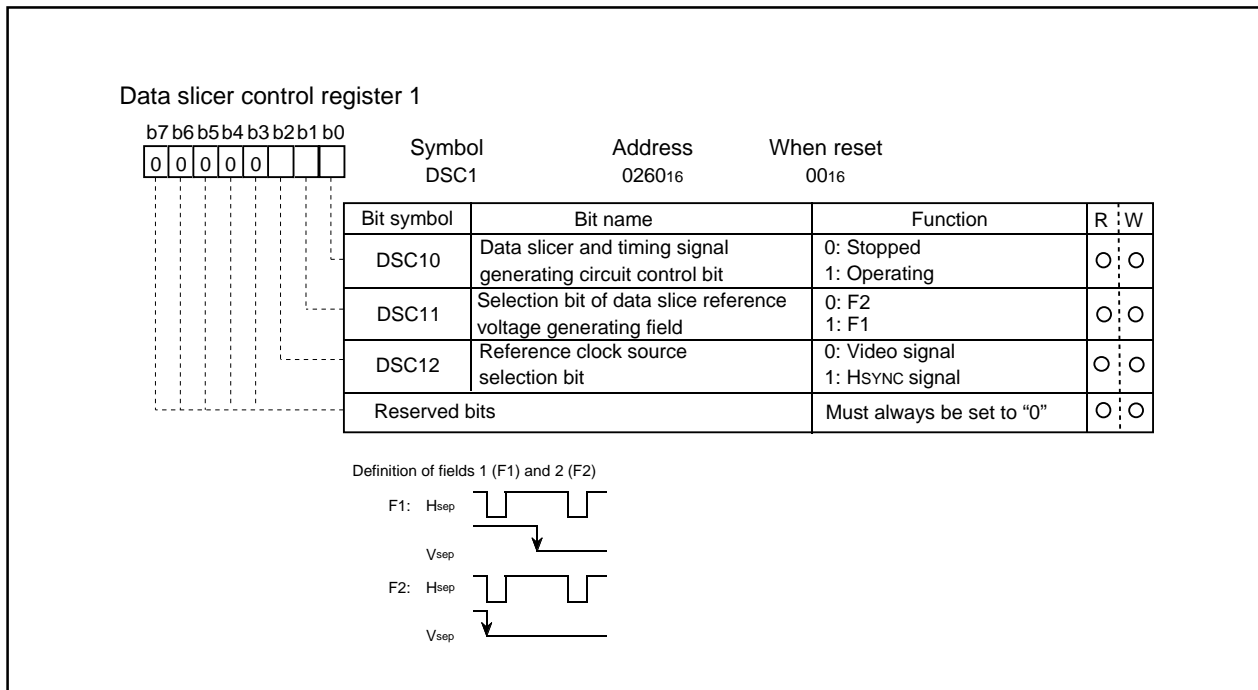 Data slicer control register 1
b7 b6 b5 b4 b3 b2 b1 b0
0 0 0 0 0
Symbol Address When reset
DSC1 026016 0016
Bit symbol Bit name Function R W
DSC10 Data slicer and timing signal generating circuit control bit 0: Stopped 1: Operating
DSC11 Selection bit of data slice reference voltage generating field 0: F2 1: F1
DSC12 Reference clock source selection bit 0: Video signal 1: HSYNC signal
Reserved bits Must always be set to “0”
Definition of fields 1 (F1) and 2 (F2)
F1: Hsep
Vsep
F2: Hsep
Vsep